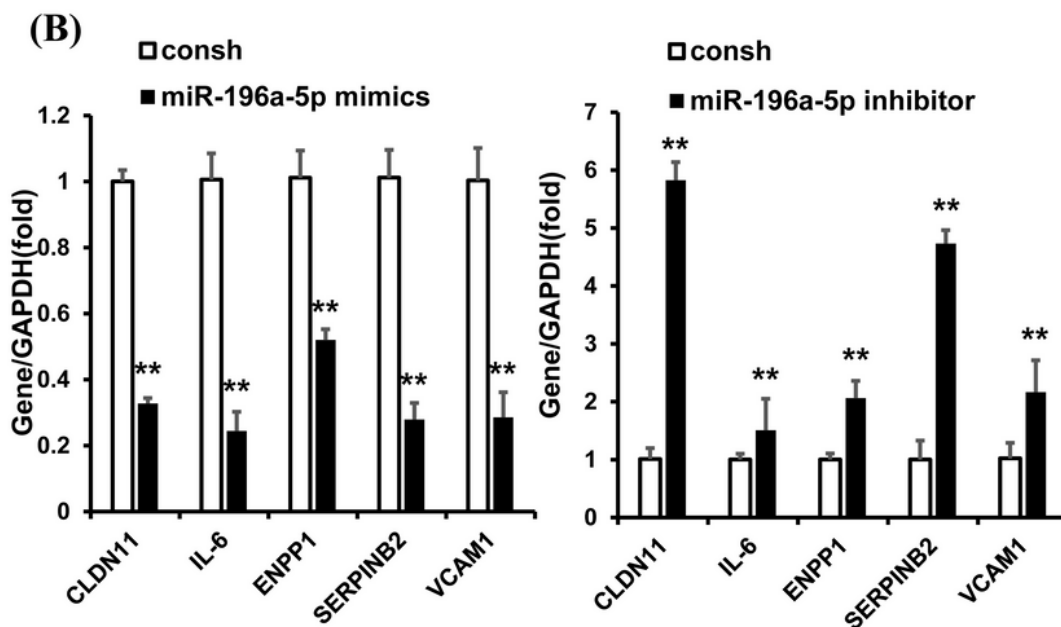 (B)
consh
miR-196a-5p mimics
Gene/GAPDH(fold)
1.2
1
0.8
0.6
0.4
0.2
0
**
**
**
**
**
CLDN11
IL-6
ENPP1
SERPINB2
VCAM1
consh
miR-196a-5p inhibitor
Gene/GAPDH(fold)
7
6
5
4
3
2
1
0
**
**
**
**
**
CLDN11
IL-6
ENPP1
SERPINB2
VCAM1